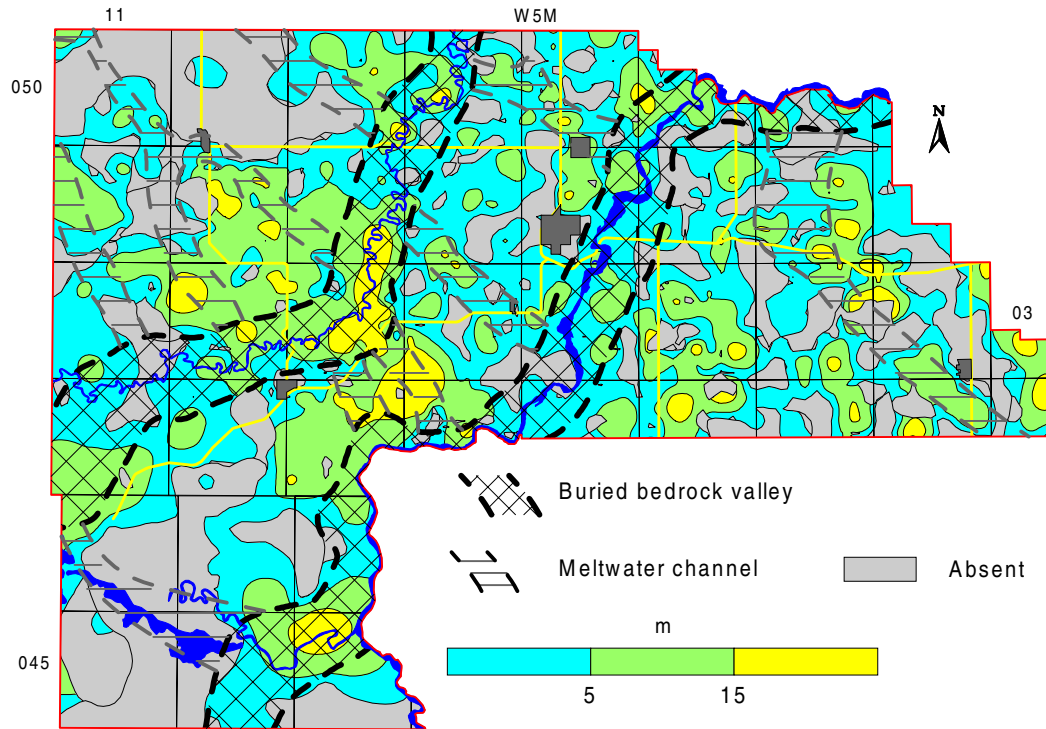 11
W5M
050
N
03
Buried bedrock valley
Meltwater channel
Absent
m
045
5
15